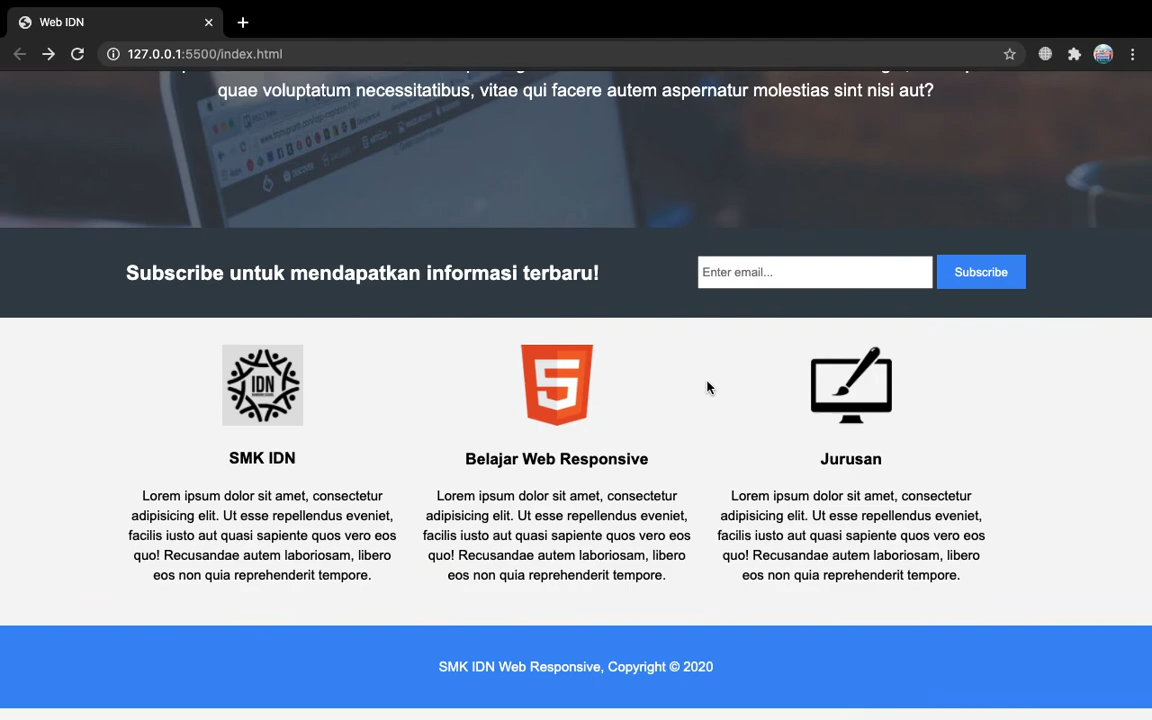 Web IDN
127.0.0.1:5500/index.html
quae voluptatum necessitatibus, vitae qui facere autem aspernatur molestias sint nisi aut?
Subscribe untuk mendapatkan informasi terbaru!
Enter email...
Subscribe
IDN
SMK IDN
Lorem ipsum dolor sit amet, consectetur
adipisicing elit. Ut esse repellendus eveniet,
facilis iusto aut quasi sapiente quos vero eos
quo! Recusandae autem laboriosam, libero
eos non quia reprehenderit tempore.
5
Belajar Web Responsive
Lorem ipsum dolor sit amet, consectetur
adipisicing elit. Ut esse repellendus eveniet,
facilis iusto aut quasi sapiente quos vero eos
quo! Recusandae autem laboriosam, libero
eos non quia reprehenderit tempore.
Jurusan
Lorem ipsum dolor sit amet, consectetur
adipisicing elit. Ut esse repellendus eveniet,
facilis iusto aut quasi sapiente quos vero eos
quo! Recusandae autem laboriosam, libero
eos non quia reprehenderit tempore.
SMK IDN Web Responsive, Copyright © 2020